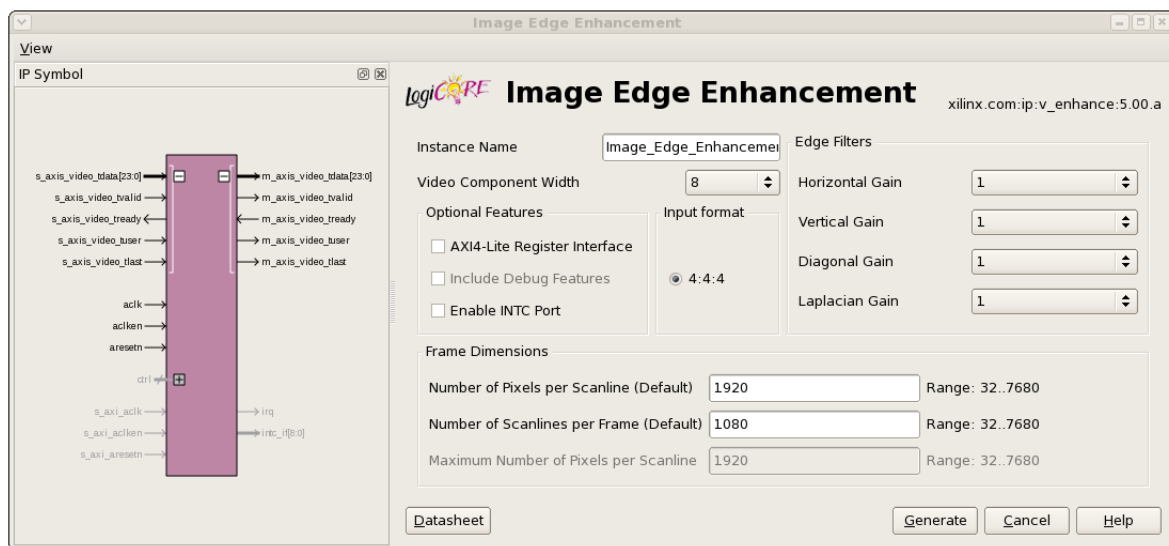 Image Edge Enhancement
View
IP Symbol
s_axis_video_tdata[23:0]
s_axis_video_tvalid
s_axis_video_tready
s_axis_video_tuser
s_axis_video_tlast
aclk
aclken
aresetn
ctrl
s_axi_aclk
s_axi_aclken
s_axi_aresetn
m_axis_video_tdata[23:0]
m_axis_video_tvalid
m_axis_video_tready
m_axis_video_tuser
m_axis_video_tlast
irq
intc_if[8:0]
LogiCORE
Image Edge Enhancement
xilinx.com:ip:v_enhance:5.00.a
Instance Name Image_Edge_Enhancemer
Video Component Width 8
Optional Features
AXI4-Lite Register Interface
Include Debug Features
Enable INTC Port
Input format
4:4:4
Edge Filters
Horizontal Gain 1
Vertical Gain 1
Diagonal Gain 1
Laplacian Gain 1
Frame Dimensions
Number of Pixels per Scanline (Default) 1920 Range: 32..7680
Number of Scanlines per Frame (Default) 1080 Range: 32..7680
Maximum Number of Pixels per Scanline 1920 Range: 32..7680
Datasheet Generate Cancel Help